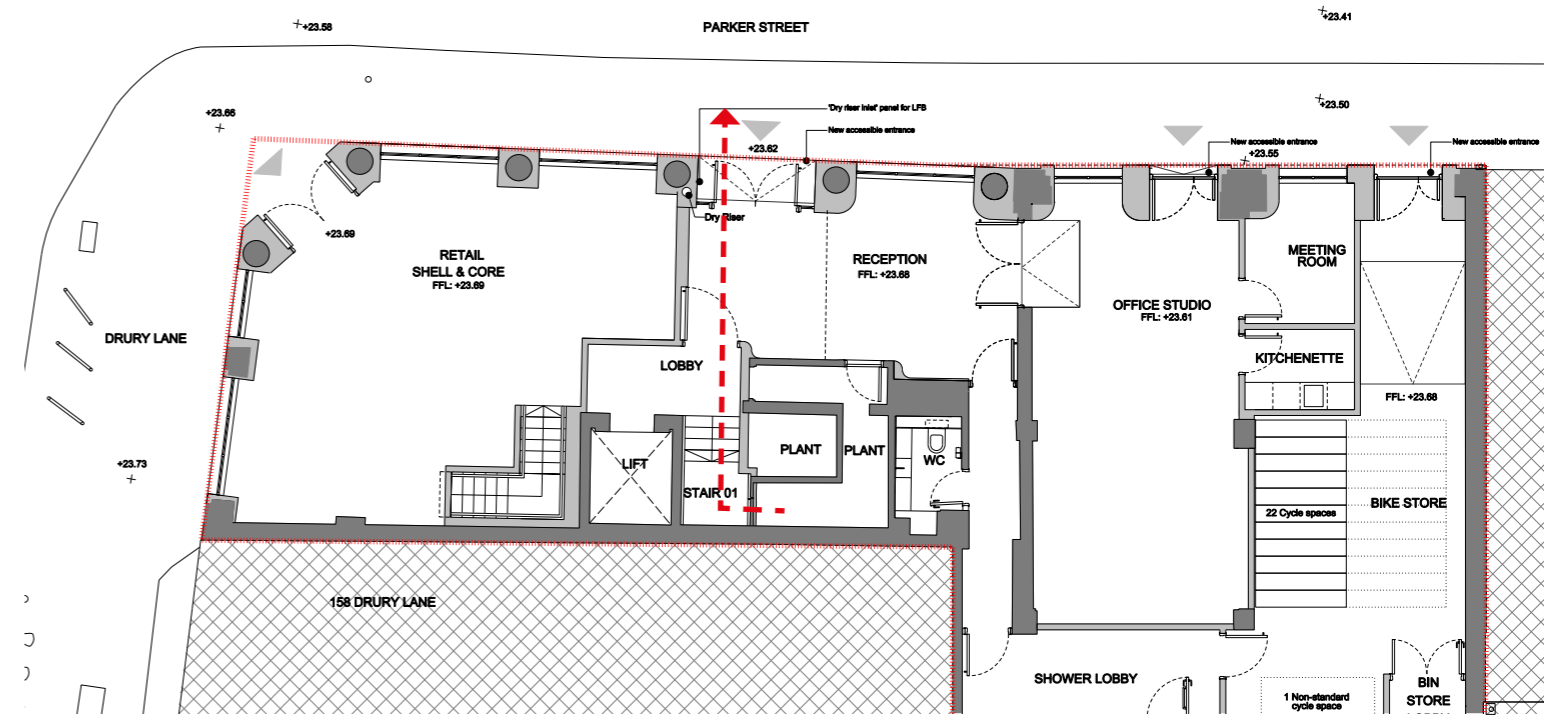 +23.58
PARKER STREET
+23.41
+23.66
'Dry riser inlet' panel for LFB
+23.50
New accessible entrance
+23.62
New accessible entrance
+23.55
New accessible entrance
Dry Riser
+23.69
RETAIL
SHELL & CORE
FFL: +23.69
RECEPTION
FFL: +23.68
MEETING
ROOM
OFFICE STUDIO
FFL: +23.61
DRURY LANE
LOBBY
KITCHENETTE
FFL: +23.68
+23.73
LIFT
STAIR 01
PLANT
PLANT
WC
22 Cycle spaces
BIKE STORE
158 DRURY LANE
SHOWER LOBBY
1 Non-standard
cycle space
BIN
STORE
LOBBY